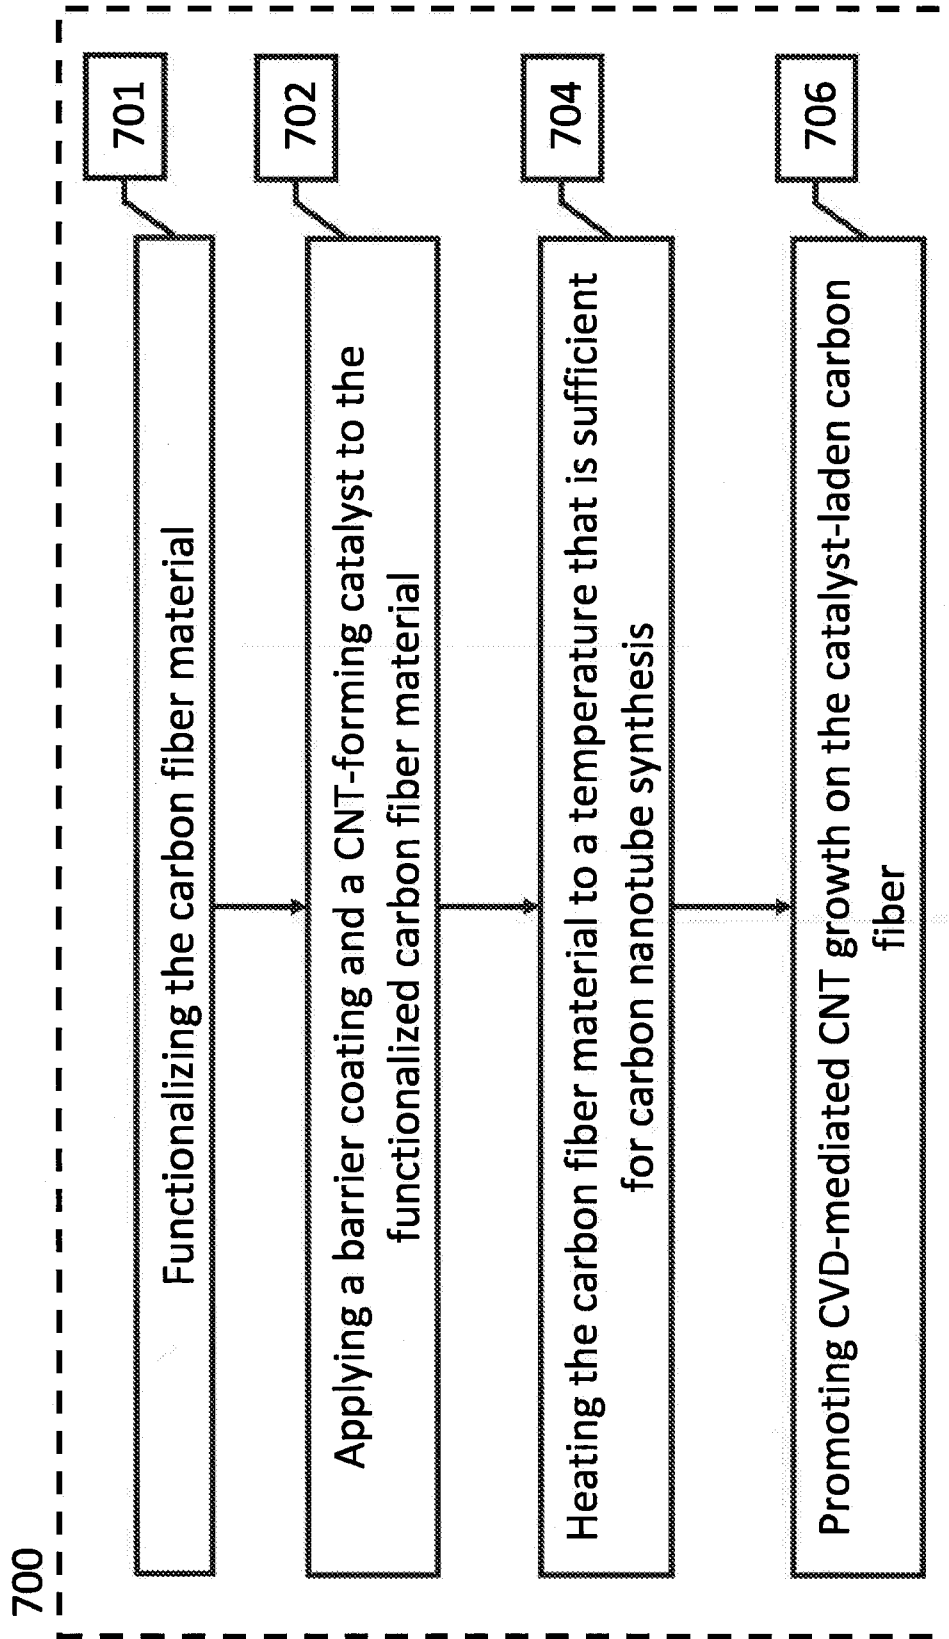 700
701
Functionalizing the carbon fiber material
702
Applying a barrier coating and a CNT-forming catalyst to the
functionalized carbon fiber material
704
Heating the carbon fiber material to a temperature that is sufficient
for carbon nanotube synthesis
706
Promoting CVD-mediated CNT growth on the catalyst-laden carbon
fiber